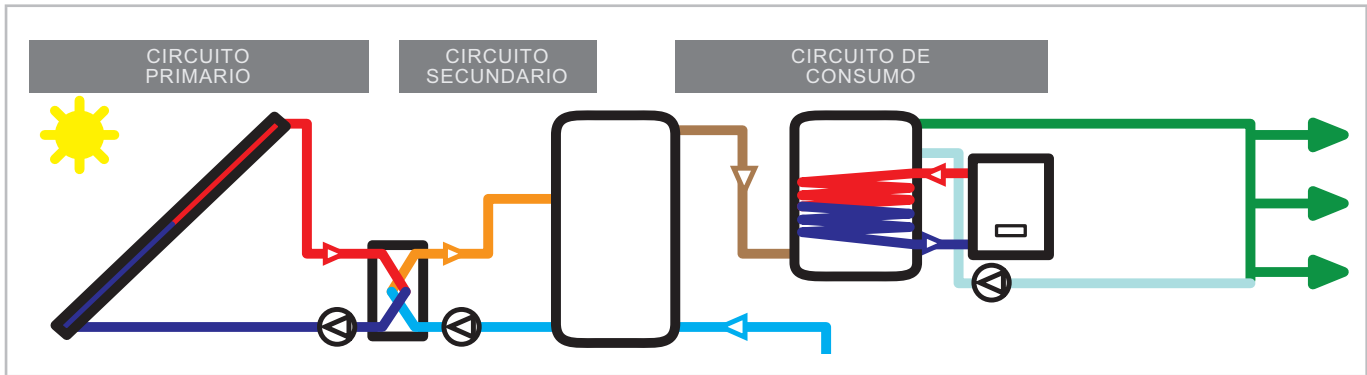 CIRCUITO
PRIMARIO
CIRCUITO
SECUNDARIO
CIRCUITO DE
CONSUMO